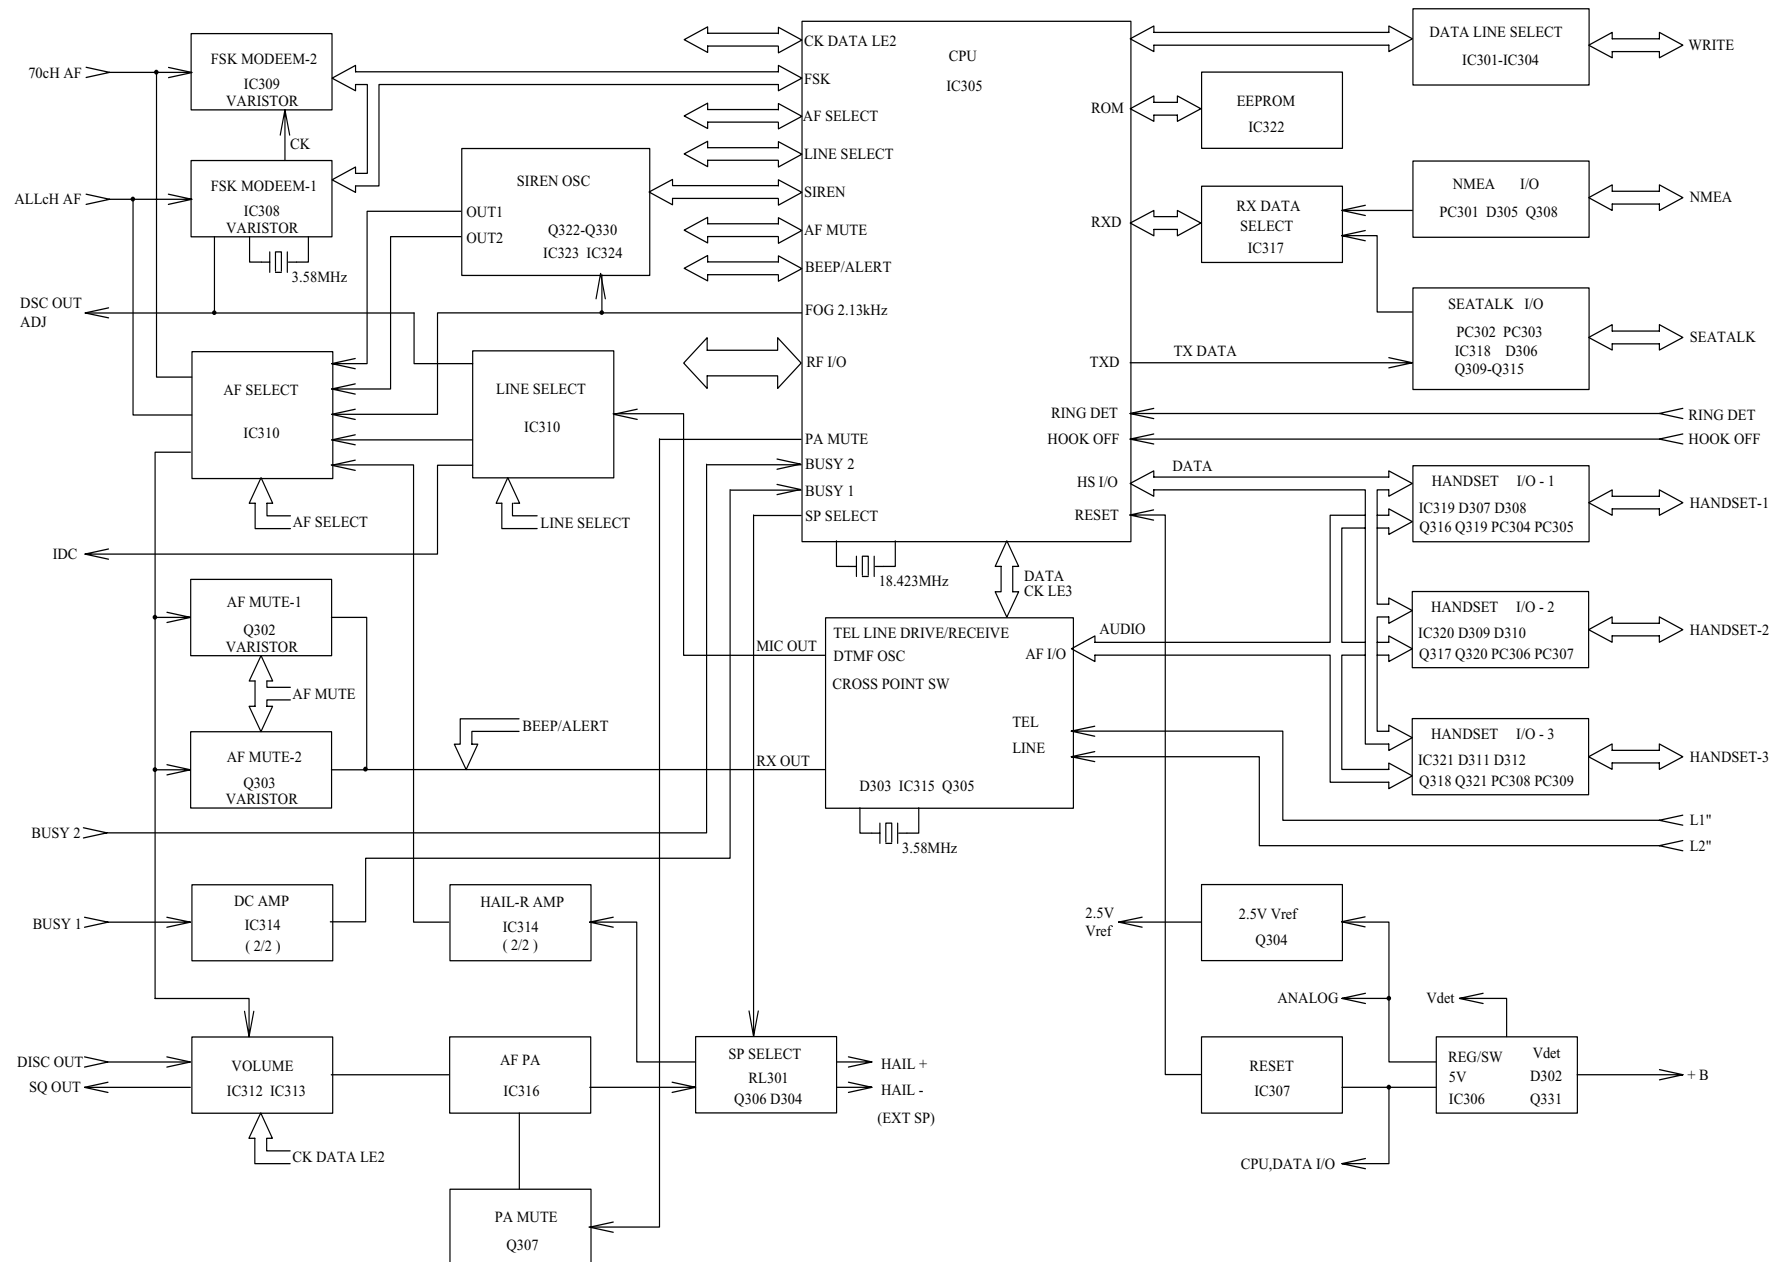 70cH AF
FSK MODEEM-2
IC309
VARISTOR
CK
ALLcH AF
FSK MODEEM-1
IC308
VARISTOR
3.58MHz
DSC OUT
ADJ
SIREN OSC
OUT1
OUT2
Q322-Q330
IC323 IC324
AF SELECT
IC310
AF SELECT
LINE SELECT
IC310
LINE SELECT
IDC
CPU
IC305
CK DATA LE2
FSK
AF SELECT
LINE SELECT
SIREN
AF MUTE
BEEP/ALERT
FOG 2.13kHz
RF I/O
PA MUTE
BUSY 2
BUSY 1
SP SELECT
18.423MHz
ROM
RXD
TXD
RING DET
HOOK OFF
HS I/O
RESET
DATA LINE SELECT
IC301-IC304
WRITE
EEPROM
IC322
RX DATA
SELECT
IC317
NMEA I/O
PC301 D305 Q308
NMEA
SEATALK I/O
PC302 PC303
IC318 D306
Q309-Q315
SEATALK
TX DATA
RING DET
HOOK OFF
DATA
HANDSET I/O - 1
IC319 D307 D308
Q316 Q319 PC304 PC305
HANDSET-1
HANDSET I/O - 2
IC320 D309 D310
Q317 Q320 PC306 PC307
HANDSET-2
HANDSET I/O - 3
IC321 D311 D312
Q318 Q321 PC308 PC309
HANDSET-3
DATA
CK LE3
AF MUTE-1
Q302
VARISTOR
AF MUTE
AF MUTE-2
Q303
VARISTOR
BEEP/ALERT
MIC OUT
RX OUT
TEL LINE DRIVE/RECEIVE
DTMF OSC
CROSS POINT SW
AF I/O
AUDIO
TEL
LINE
D303 IC315 Q305
3.58MHz
L1"
L2"
BUSY 2
BUSY 1
DC AMP
IC314
( 2/2 )
HAIL-R AMP
IC314
( 2/2 )
2.5V
Vref
2.5V Vref
Q304
ANALOG
Vdet
DISC OUT
SQ OUT
VOLUME
IC312 IC313
CK DATA LE2
AF PA
IC316
SP SELECT
RL301
Q306 D304
HAIL +
HAIL -
(EXT SP)
RESET
IC307
REG/SW
5V
IC306
Vdet
D302
Q331
+ B
CPU,DATA I/O
PA MUTE
Q307